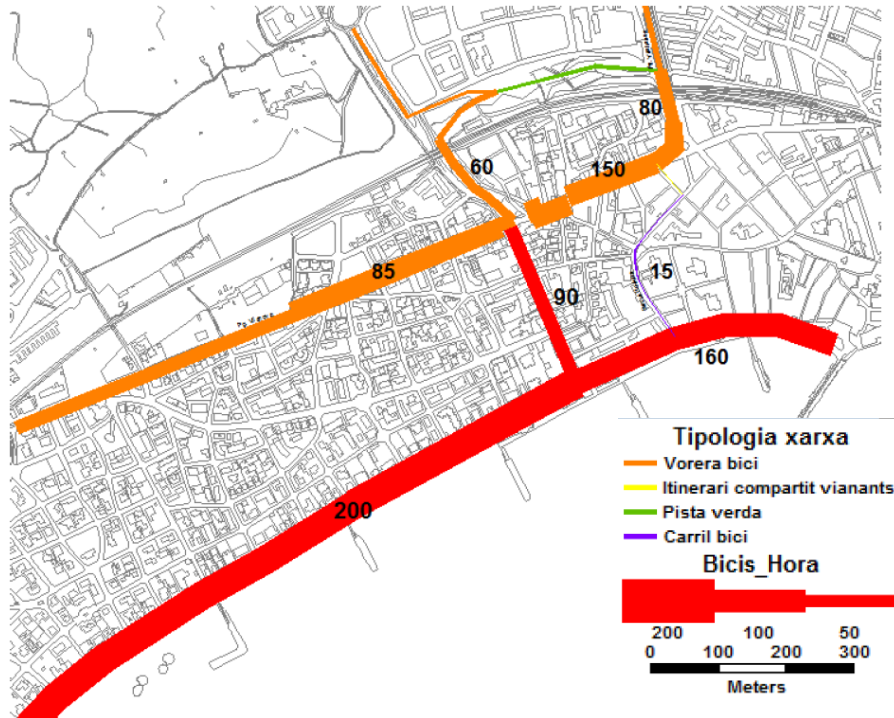 80
60
150
85
15
90
160
200
Tipologia xarxa
Vorera bici
Itinerari compartit vianants
Pista verda
Carril bici
Bicis_Hora
200 100 50
0 100 200 300
Meters